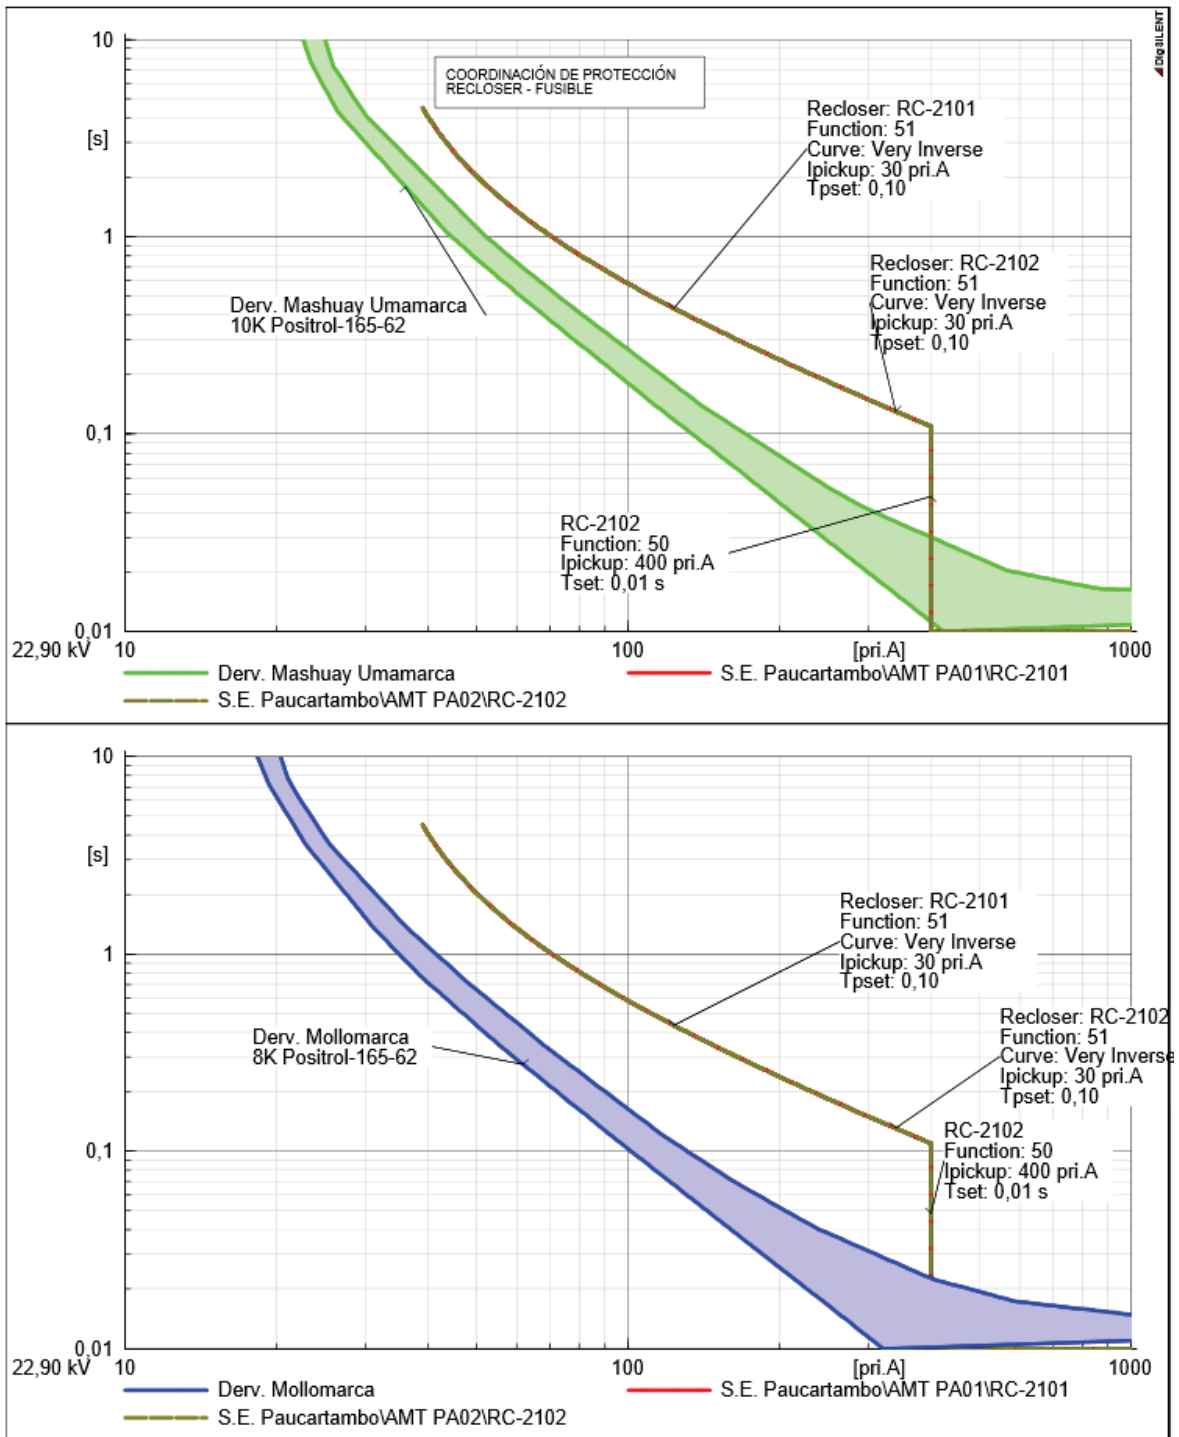 DIgSILENT
10
COORDINACIÓN DE PROTECCIÓN
RECLOSER - FUSIBLE
[s]
Recloser: RC-2101
Function: 51
Curve: Very Inverse
Ipickup: 30 pri.A
Tpset: 0,10
1
Recloser: RC-2102
Function: 51
Curve: Very Inverse
Ipickup: 30 pri.A
Tpset: 0,10
Derv. Mashuay Umamarca
10K Positrol-165-62
0,1
RC-2102
Function: 50
Ipickup: 400 pri.A
Tset: 0,01 s
0,01
22,90 kV
10
100
[pri.A]
1000
Derv. Mashuay Umamarca
S.E. Paucartambo\AMT PA01\RC-2101
S.E. Paucartambo\AMT PA02\RC-2102
10
[s]
Recloser: RC-2101
Function: 51
Curve: Very Inverse
Ipickup: 30 pri.A
Tpset: 0,10
1
Recloser: RC-2102
Function: 51
Curve: Very Inverse
Ipickup: 30 pri.A
Tpset: 0,10
Derv. Mollomarca
8K Positrol-165-62
0,1
RC-2102
Function: 50
Ipickup: 400 pri.A
Tset: 0,01 s
0,01
22,90 kV
10
100
[pri.A]
1000
Derv. Mollomarca
S.E. Paucartambo\AMT PA01\RC-2101
S.E. Paucartambo\AMT PA02\RC-2102